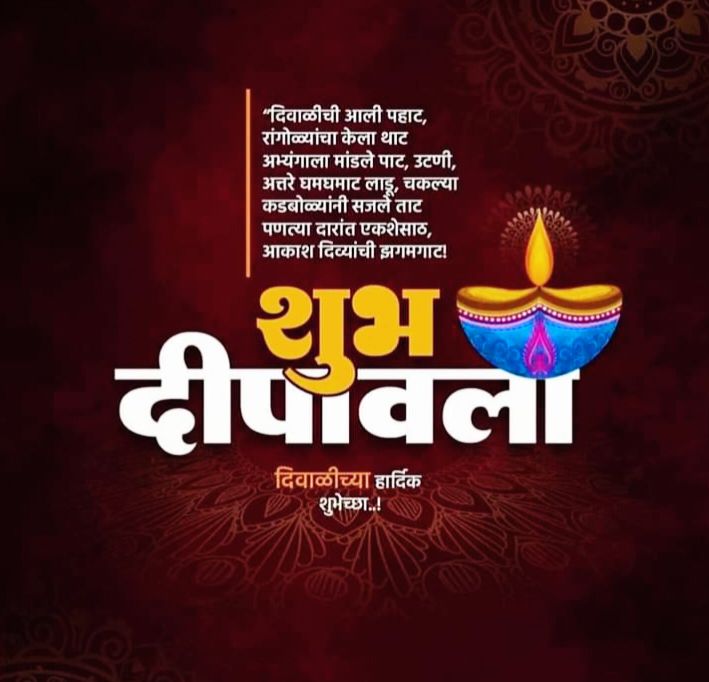 “दिवाळीची आली पहाट,
रांगोळ्यांचा केला थाट
अभ्यंगाला मांडले पाट, उटणी,
अत्तरे घमघमाट लाडू, चकल्या
कडबोळ्यांनी सजले ताट
पणत्या दारांत एकशेसाठ,
आकाश दिव्यांची झगमगाट!
शुभ
दीपावली
दिवाळीच्या हार्दिक
शुभेच्छा..!